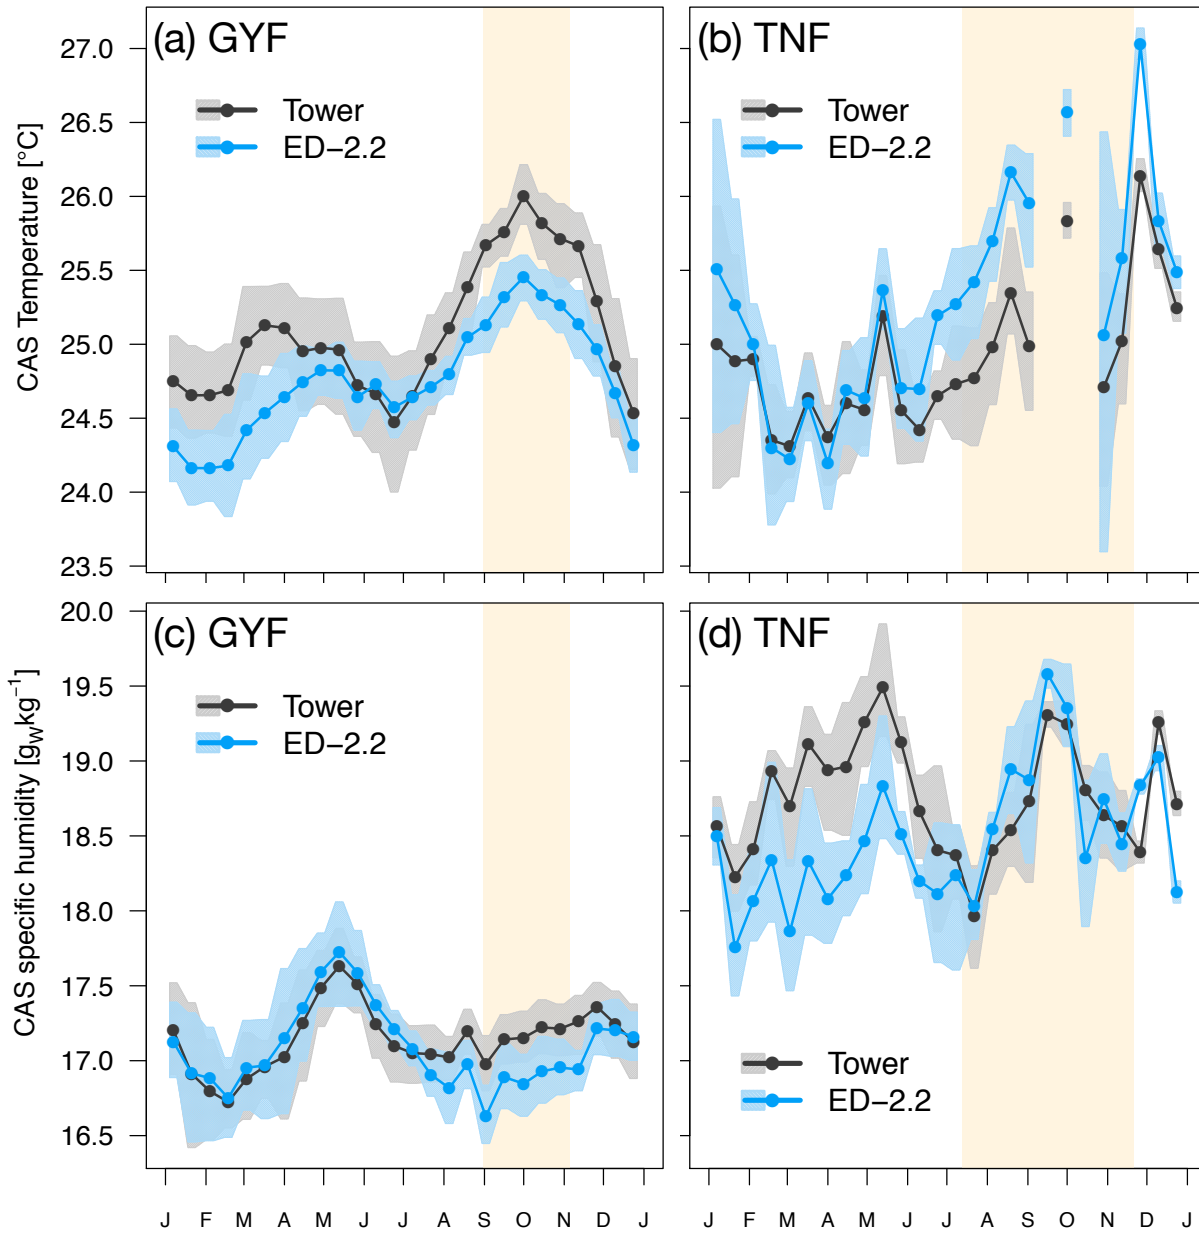 (a) GYF
(b) TNF
Tower
ED−2.2
Tower
ED−2.2
CAS Temperature [°C]
27.0
26.5
26.0
25.5
25.0
24.5
24.0
23.5
(c) GYF
(d) TNF
Tower
ED−2.2
Tower
ED−2.2
CAS specific humidity [gWkg−1]
20.0
19.5
19.0
18.5
18.0
17.5
17.0
16.5
J F M A M J J A S O N D J
J F M A M J J A S O N D J